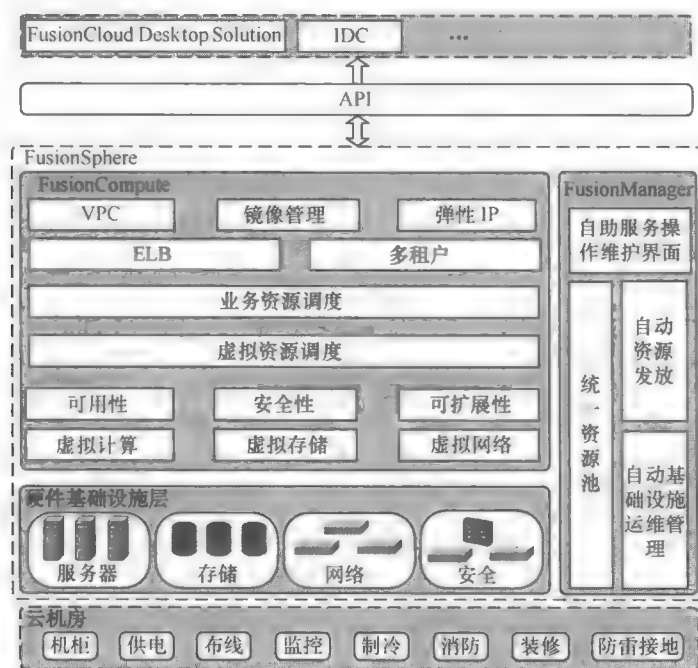 FusionCloud Desktop Solution
IDC
...
API
FusionSphere
FusionCompute
VPC
镜像管理
弹性 IP
ELB
多租户
业务资源调度
虚拟资源调度
可用性
安全性
可扩展性
虚拟计算
虚拟存储
虚拟网络
FusionManager
自助服务操
作维护界面
统一资源池
自动
资源
发放
自动基
础设施
运维管
理
硬件基础设施层
服务器
存储
网络
安全
云机房
机柜
供电
布线
监控
制冷
消防
装修
防雷接地